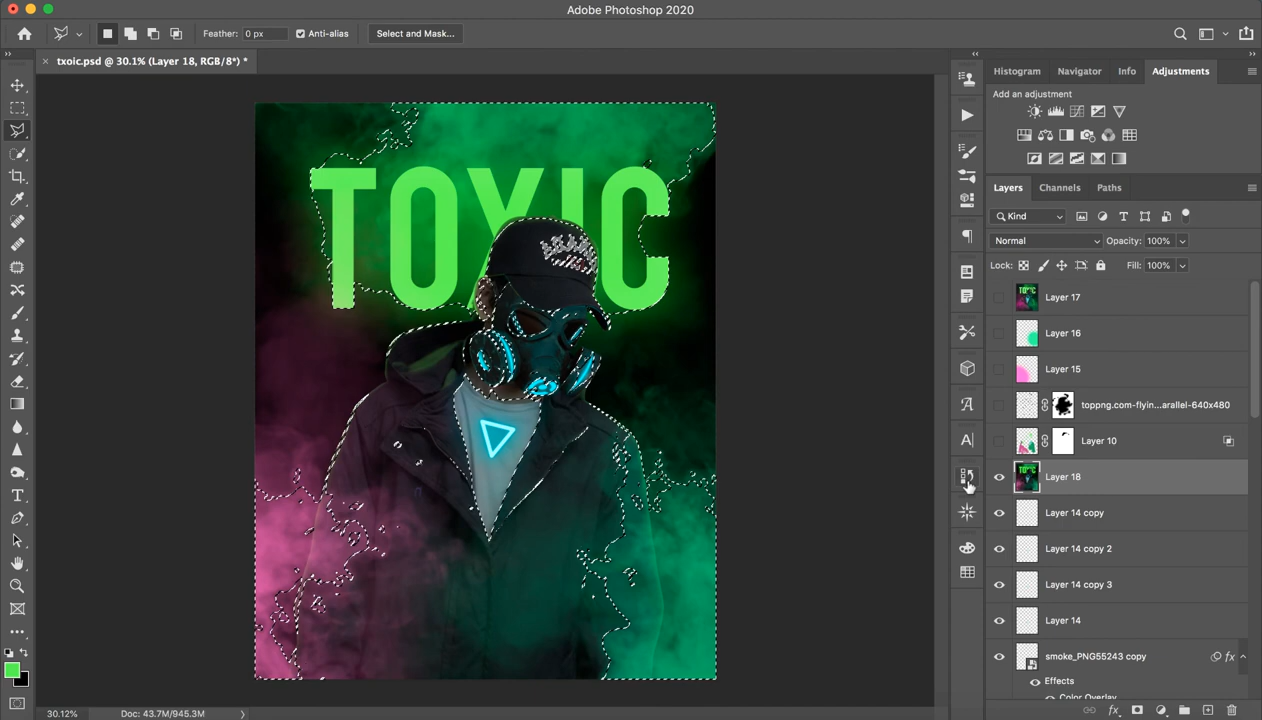 Adobe Photoshop 2020
Feather: 0 px
Anti-alias
Select and Mask...
txoic.psd @ 30.1% (Layer 18, RGB/8*) *
Histogram
Navigator
Info
Adjustments
Add an adjustment
Layers
Channels
Paths
Kind
Normal
Opacity: 100%
Lock:
Fill: 100%
Layer 17
Layer 16
Layer 15
toppng.com-flyin...arallel-640x480
Layer 10
Layer 18
Layer 14 copy
Layer 14 copy 2
Layer 14 copy 3
Layer 14
smoke_PNG55243 copy
fx
Effects
Color Overlay
TOXIC
30.12%
Doc: 43.7M/945.3M